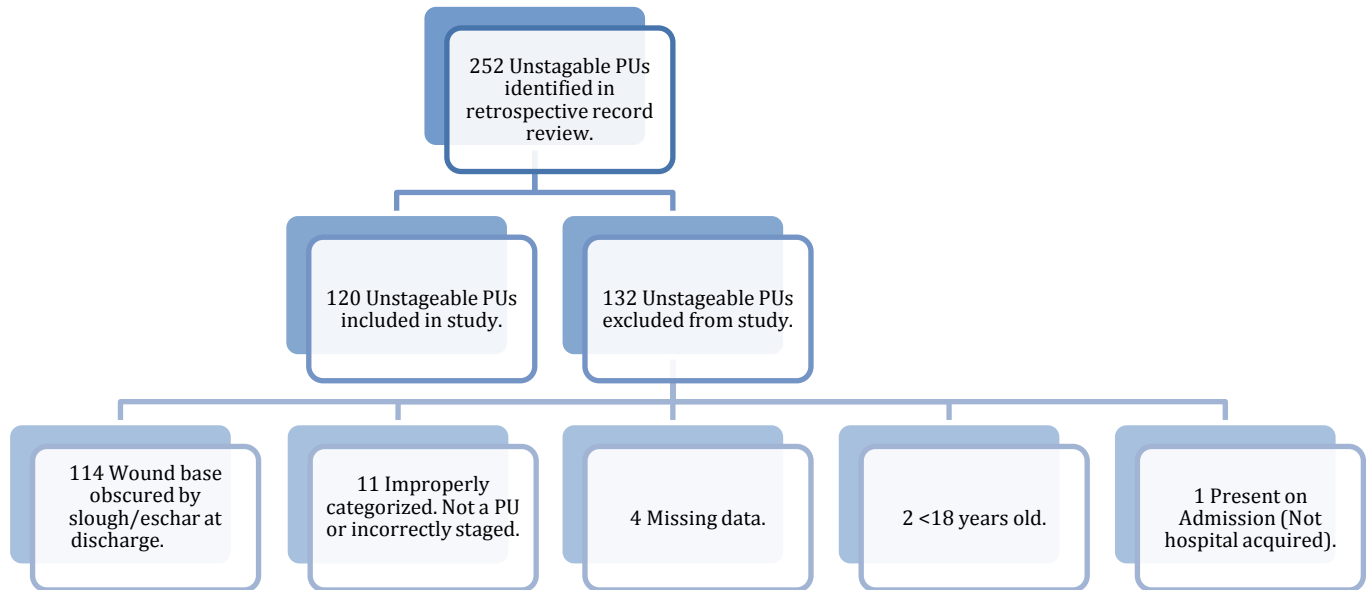 252 Unstagable PUs
identified in
retrospective record
review.
120 Unstageable PUs
included in study.
132 Unstageable PUs
excluded from study.
114 Wound base
obscured by
slough/eschar at
discharge.
11 Improperly
categorized. Not a PU
or incorrectly staged.
4 Missing data.
2 <18 years old.
1 Present on
Admission (Not
hospital acquired).